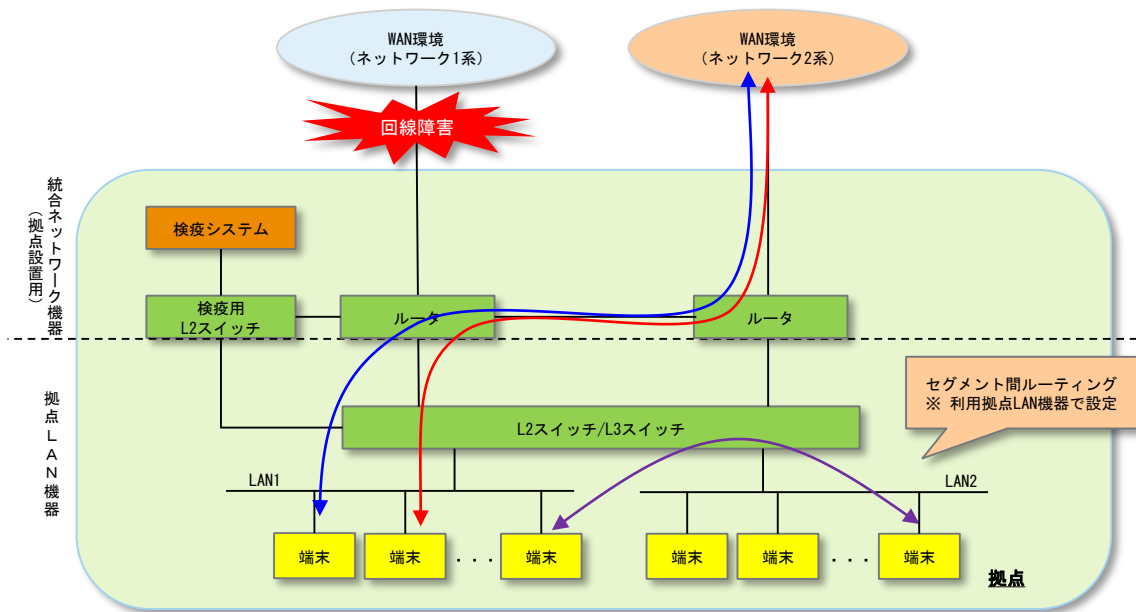 WAN環境
(ネットワーク1系)
WAN環境
(ネットワーク2系)
回線障害
統合ネットワーク機器
(拠点設置用)
検疫システム
検疫用
L2スイッチ
ルータ
ルータ
拠点LAN機器
セグメント間ルーティング
※ 利用拠点LAN機器で設定
L2スイッチ/L3スイッチ
LAN1
LAN2
端末
端末
・・・
端末
端末
端末
・・・
端末
拠点